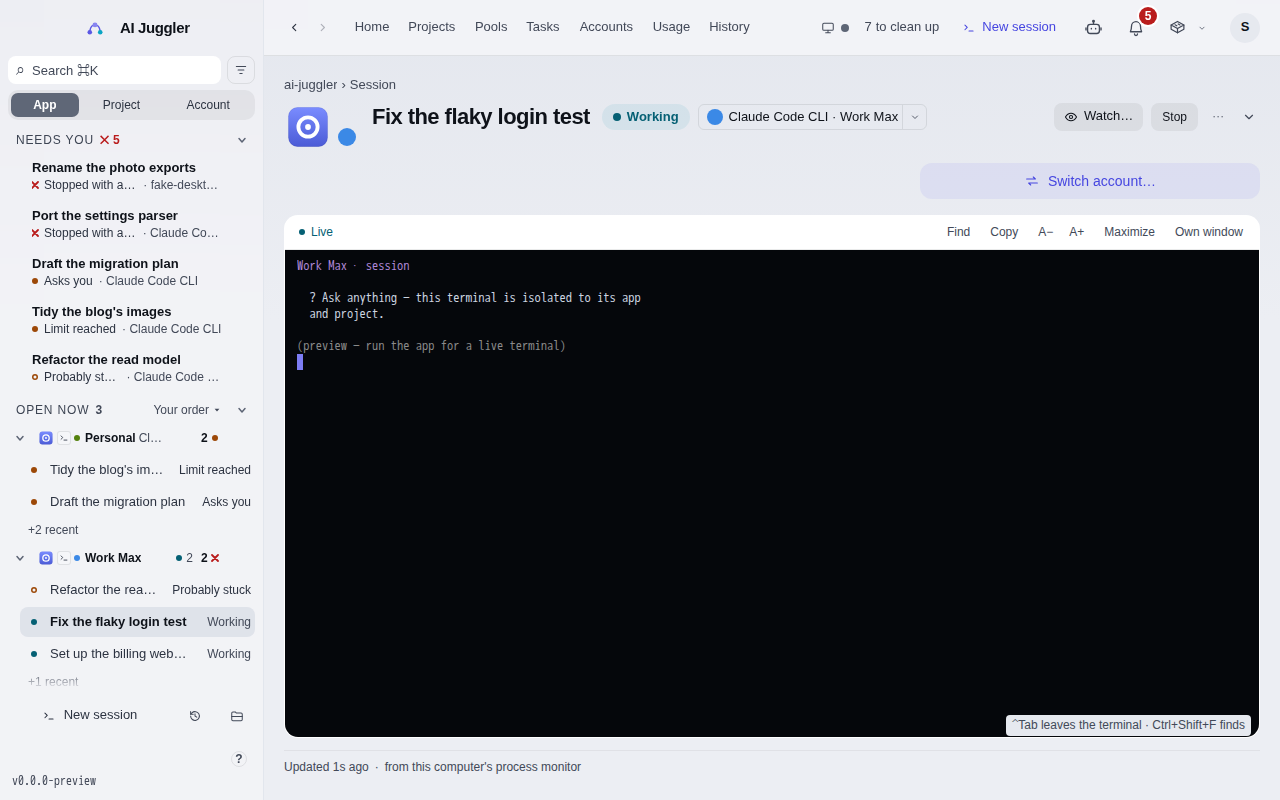 AI Juggler
Search ⌘K
App Project Account
NEEDS YOU 5
Rename the photo exports
Stopped with a… · fake-deskt…
Port the settings parser
Stopped with a… · Claude Co…
Draft the migration plan
Asks you · Claude Code CLI
Tidy the blog's images
Limit reached · Claude Code CLI
Refactor the read model
Probably st… · Claude Code …
OPEN NOW 3 Your order
Personal Cl… 2
Tidy the blog's im… Limit reached
Draft the migration plan Asks you
+2 recent
Work Max 2 2
Refactor the rea… Probably stuck
Fix the flaky login test Working
Set up the billing web… Working
+1 recent
New session
?
v0.0.0-preview
Home Projects Pools Tasks Accounts Usage History
7 to clean up New session 5 S
ai-juggler › Session
Fix the flaky login test Working Claude Code CLI · Work Max Watch… Stop ···
Switch account…
Live Find Copy A− A+ Maximize Own window
Work Max · session
? Ask anything — this terminal is isolated to its app
and project.
(preview — run the app for a live terminal)
^Tab leaves the terminal · Ctrl+Shift+F finds
Updated 1s ago · from this computer's process monitor